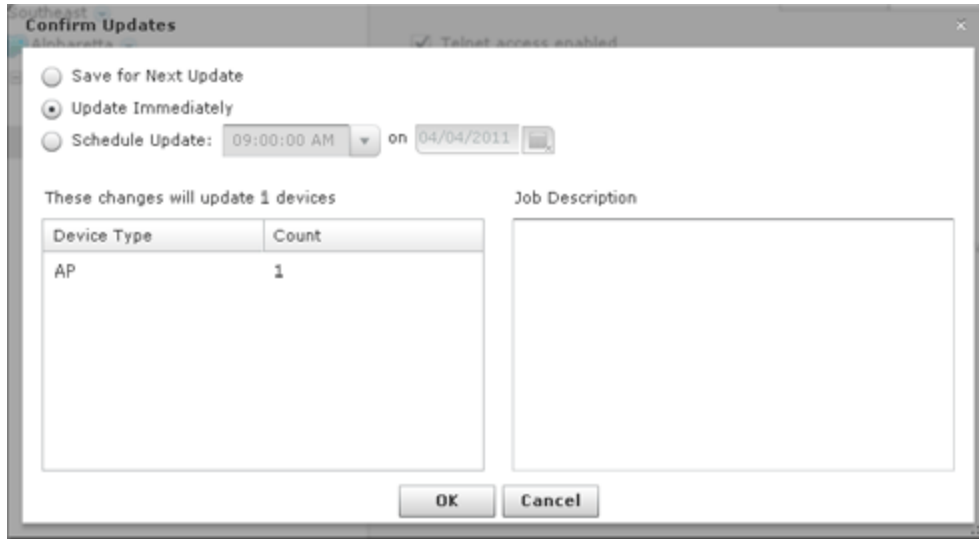 Southeast
Confirm Updates
Alpharetta
Telnet access enabled
Save for Next Update
Update Immediately
Schedule Update: 09:00:00 AM on 04/04/2011
These changes will update 1 devices
Job Description
Device Type Count
AP 1
OK Cancel